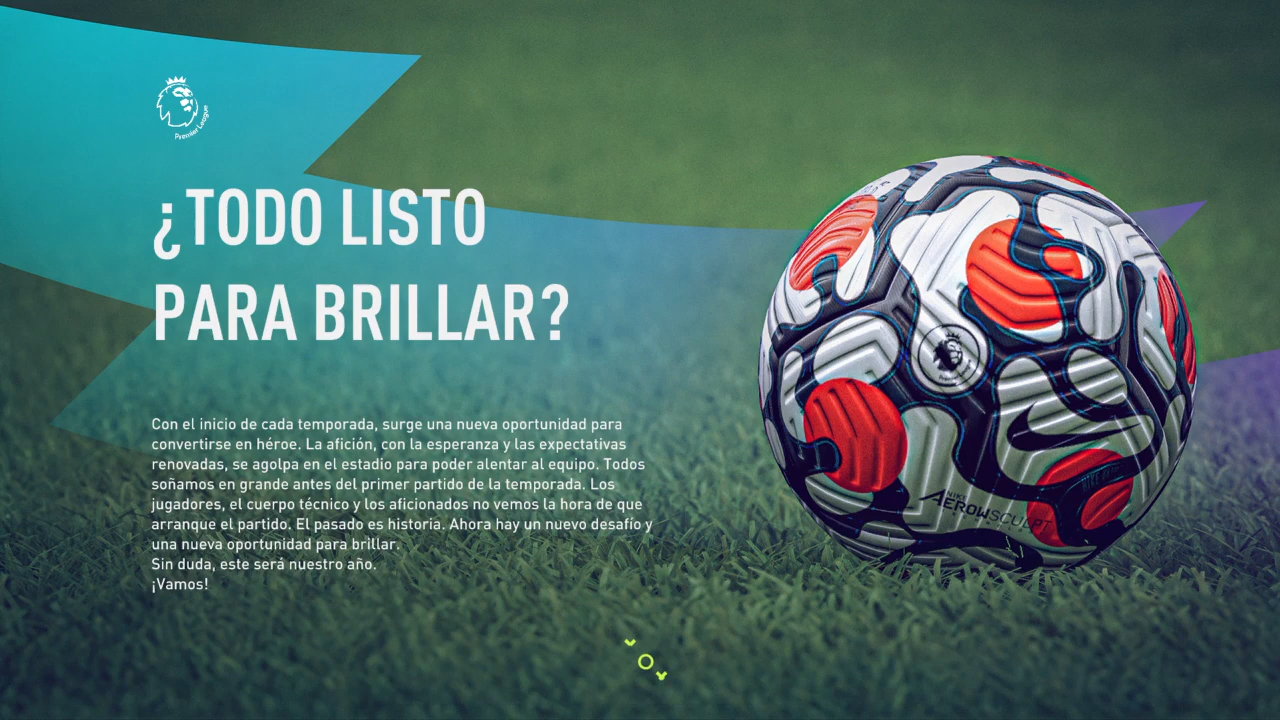 Premier League
¿TODO LISTO
PARA BRILLAR?
Con el inicio de cada temporada, surge una nueva oportunidad para
convertirse en héroe. La afición, con la esperanza y las expectativas
renovadas, se agolpa en el estadio para poder alentar al equipo. Todos
soñamos en grande antes del primer partido de la temporada. Los
jugadores, el cuerpo técnico y los aficionados no vemos la hora de que
arranque el partido. El pasado es historia. Ahora hay un nuevo desafío y
una nueva oportunidad para brillar.
Sin duda, este será nuestro año.
¡Vamos!
NIKE
AEROWSCULPT